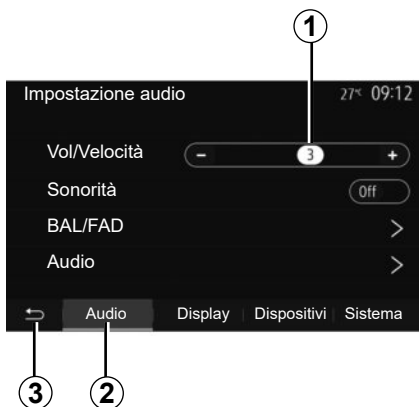 1
Impostazione audio 27°C 09:12
Vol/Velocità - 3 +
Sonorità Off
BAL/FAD >
Audio >
Audio Display Dispositivi Sistema
3 2